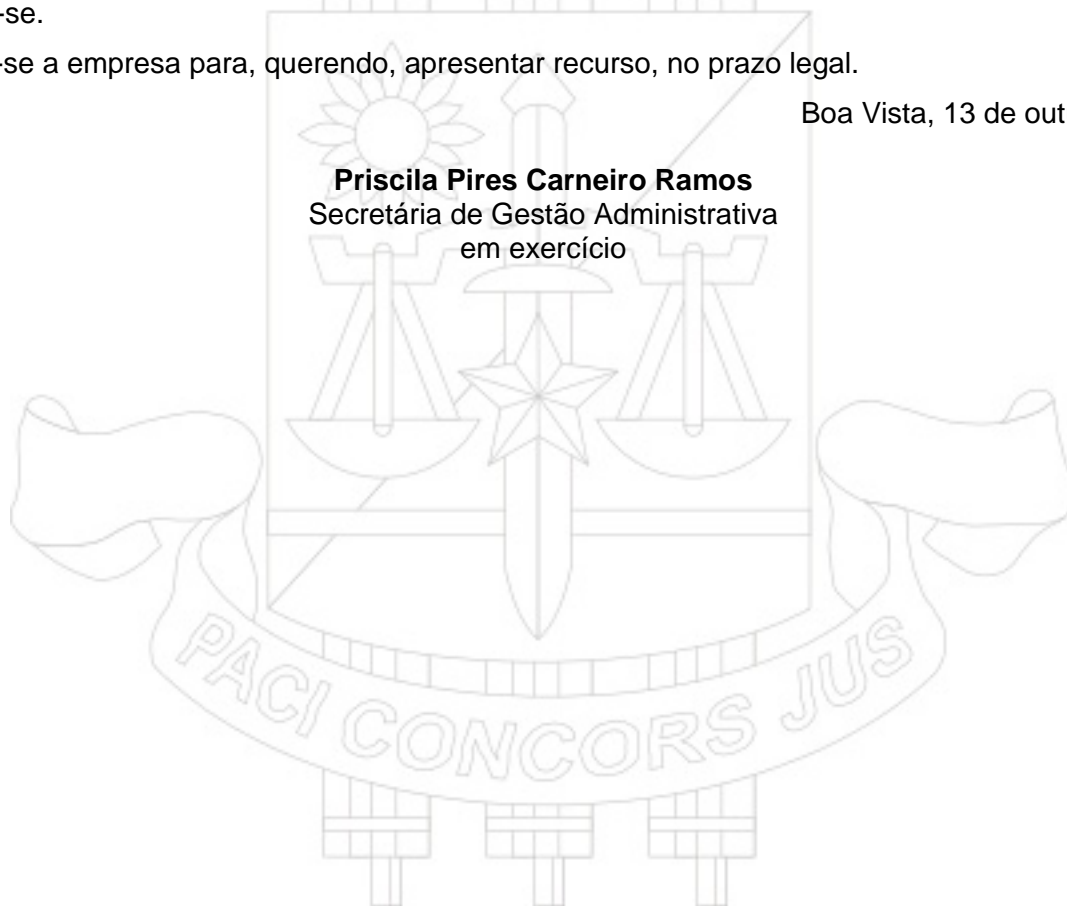 -se.
-se a empresa para, querendo, apresentar recurso, no prazo legal.
Boa Vista, 13 de out
Priscila Pires Carneiro Ramos
Secretária de Gestão Administrativa
em exercício
PACI CONCORS JUS